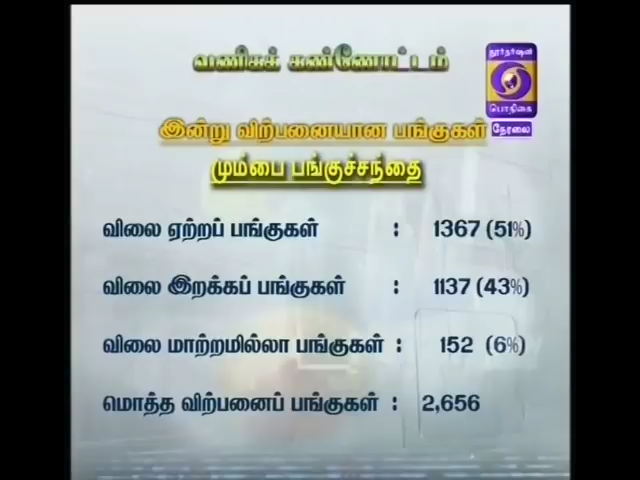 வணிகக் கண்ணோட்டம்
தூர்தர்ஷன்
பொதிகை
நேரலை
இன்று விற்பனையான பங்குகள்
மும்பை பங்குச்சந்தை
விலை ஏற்றப் பங்குகள் : 1367 (51%)
விலை இறக்கப் பங்குகள் : 1137 (43%)
விலை மாற்றமில்லா பங்குகள் : 152 (6%)
மொத்த விற்பனைப் பங்குகள் : 2,656